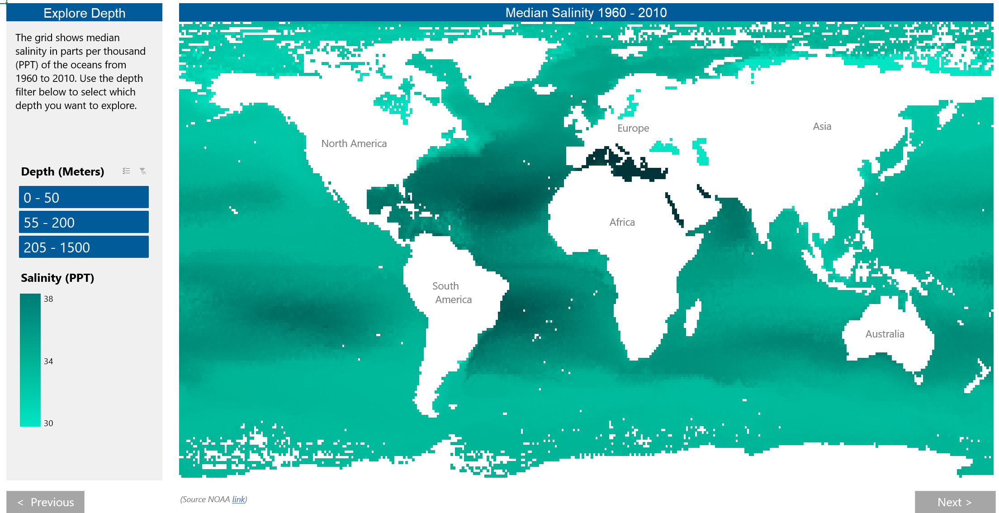 Explore Depth
Median Salinity 1960 - 2010
The grid shows median
salinity in parts per thousand
(PPT) of the oceans from
1960 to 2010. Use the depth
filter below to select which
depth you want to explore.
Depth (Meters)
0 - 50
55 - 200
205 - 1500
Salinity (PPT)
38
34
30
North America
Europe
Asia
Africa
South
America
Australia
< Previous
(Source NOAA link)
Next >